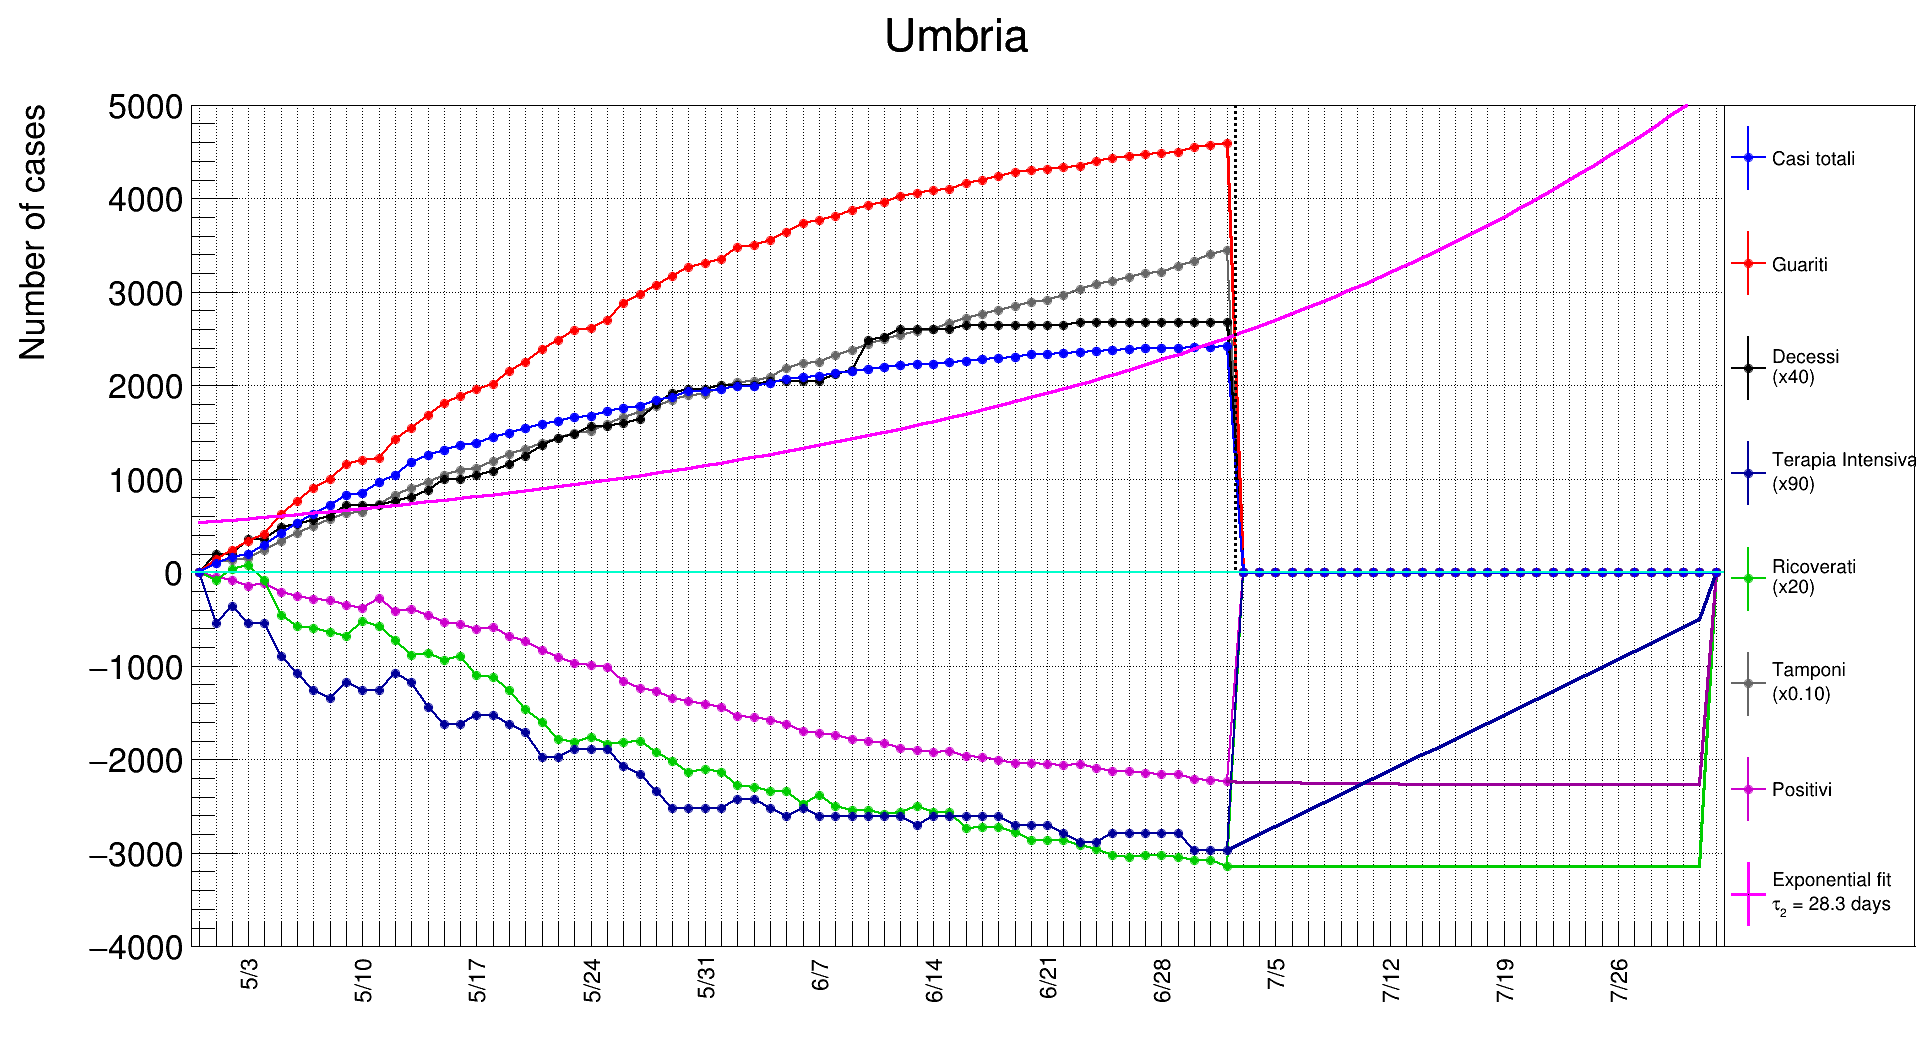 Umbria
Number of cases
5000
4000
3000
2000
1000
0
−1000
−2000
−3000
−4000
5/3
5/10
5/17
5/24
5/31
6/7
6/14
6/21
6/28
7/5
7/12
7/19
7/26
Casi totali
Guariti
Decessi
(x40)
Terapia Intensiva
(x90)
Ricoverati
(x20)
Tamponi
(x0.10)
Positivi
Exponential fit
τ2 = 28.3 days